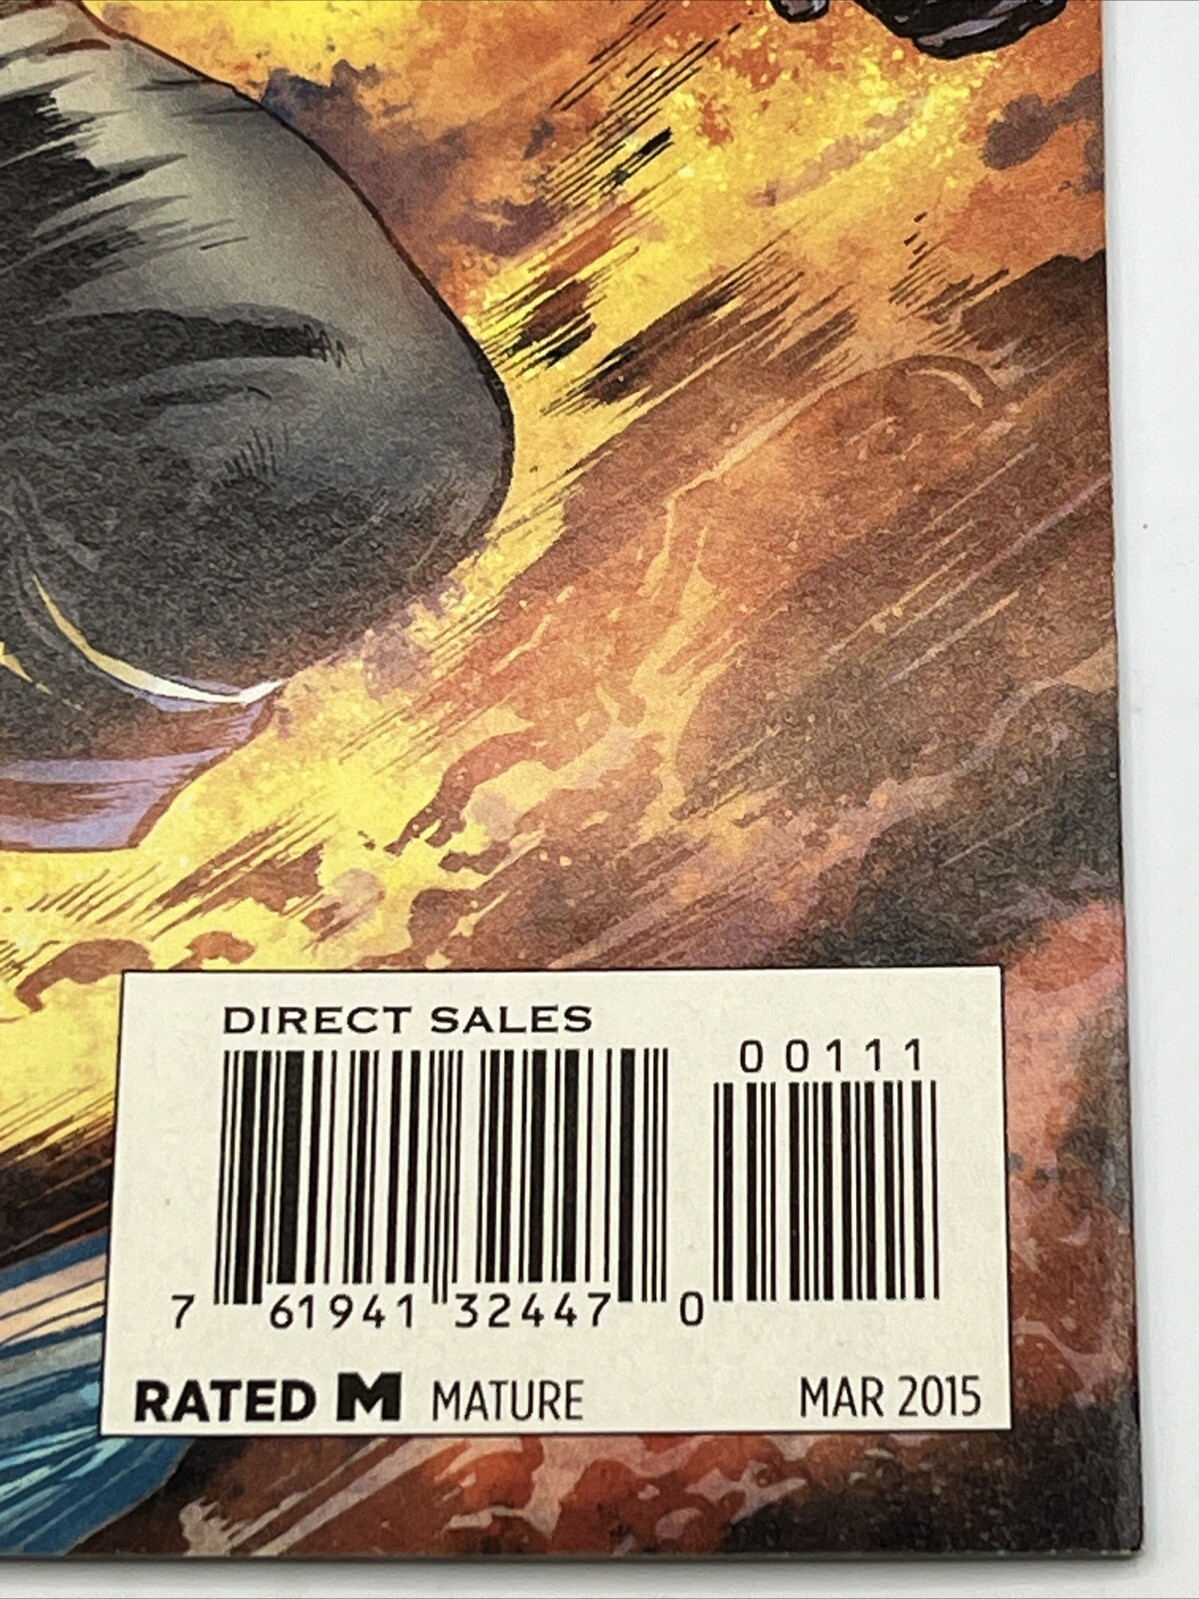 DIRECT SALES
00111
7 61941 32447 0
RATED M MATURE MAR 2015